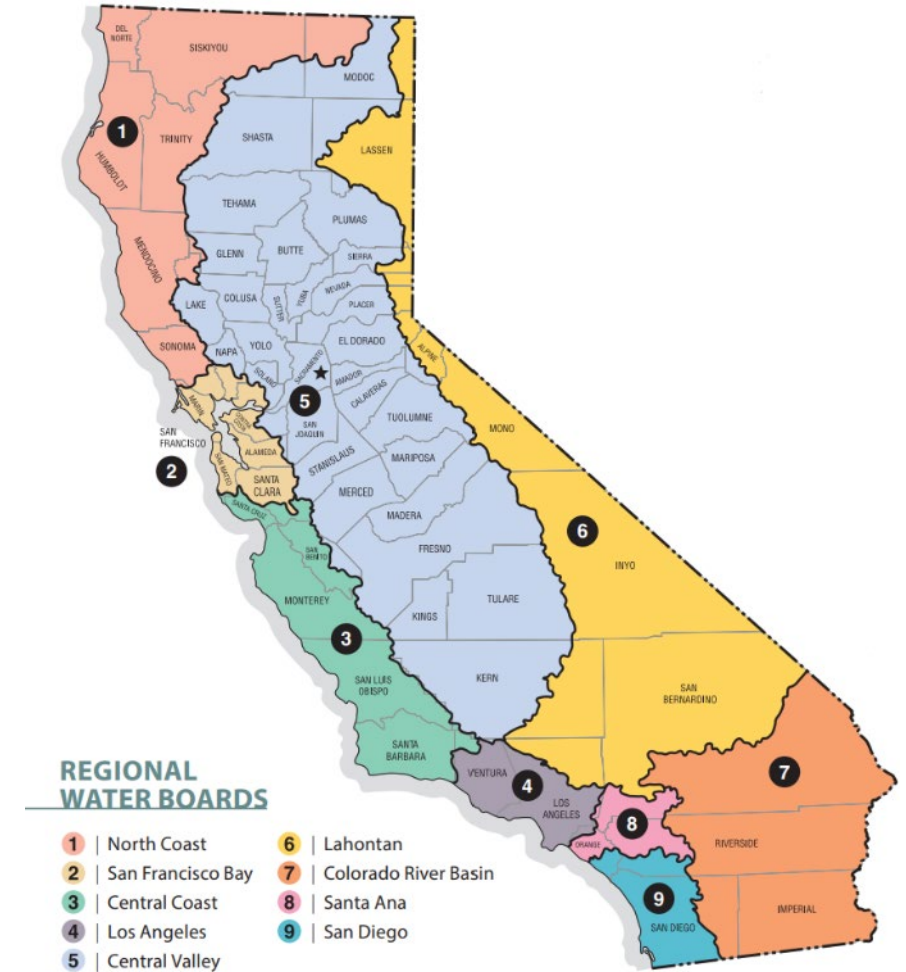 DEL
NORTE
SISKIYOU
MODOC
1
TRINITY
SHASTA
LASSEN
HUMBOLDT
TEHAMA
PLUMAS
MENDOCINO
GLENN
BUTTE
SIERRA
LAKE
COLUSA
SUTTER
YUBA
NEVADA
PLACER
SONOMA
NAPA
YOLO
EL DORADO
ALPINE
SOLANO
SACRAMENTO
AMADOR
5
CALAVERAS
MARIN
CONTRA
COSTA
SAN
JOAQUIN
TUOLUMNE
MONO
SAN
FRANCISCO
2
ALAMEDA
STANISLAUS
MARIPOSA
SAN MATEO
SANTA
CLARA
MERCED
MADERA
SANTA CRUZ
6
SAN
BENITO
FRESNO
INYO
MONTEREY
KINGS
TULARE
3
SAN LUIS
OBISPO
KERN
SAN
BERNARDINO
SANTA
BARBARA
VENTURA
4
LOS
ANGELES
7
8
ORANGE
RIVERSIDE
9
SAN DIEGO
IMPERIAL
REGIONAL
WATER BOARDS
1 | North Coast
2 | San Francisco Bay
3 | Central Coast
4 | Los Angeles
5 | Central Valley
6 | Lahontan
7 | Colorado River Basin
8 | Santa Ana
9 | San Diego